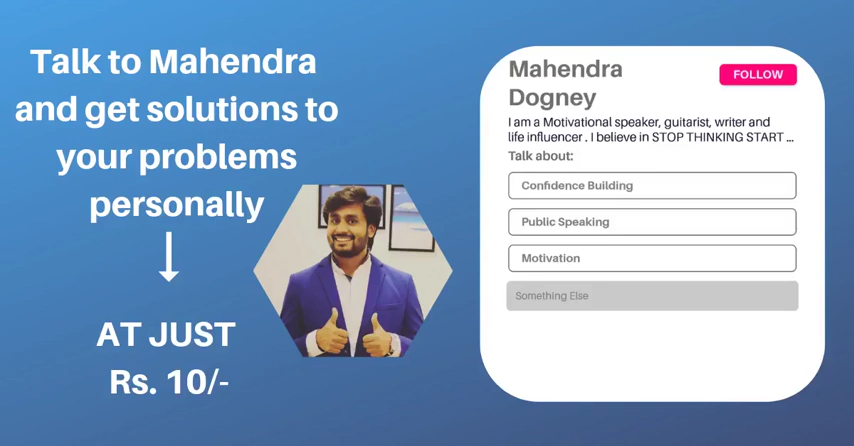 Talk to Mahendra
and get solutions to
your problems
personally
AT JUST
Rs. 10/-
Mahendra
Dogney
FOLLOW
I am a Motivational speaker, guitarist, writer and
life influencer . I believe in STOP THINKING START ...
Talk about:
Confidence Building
Public Speaking
Motivation
Something Else